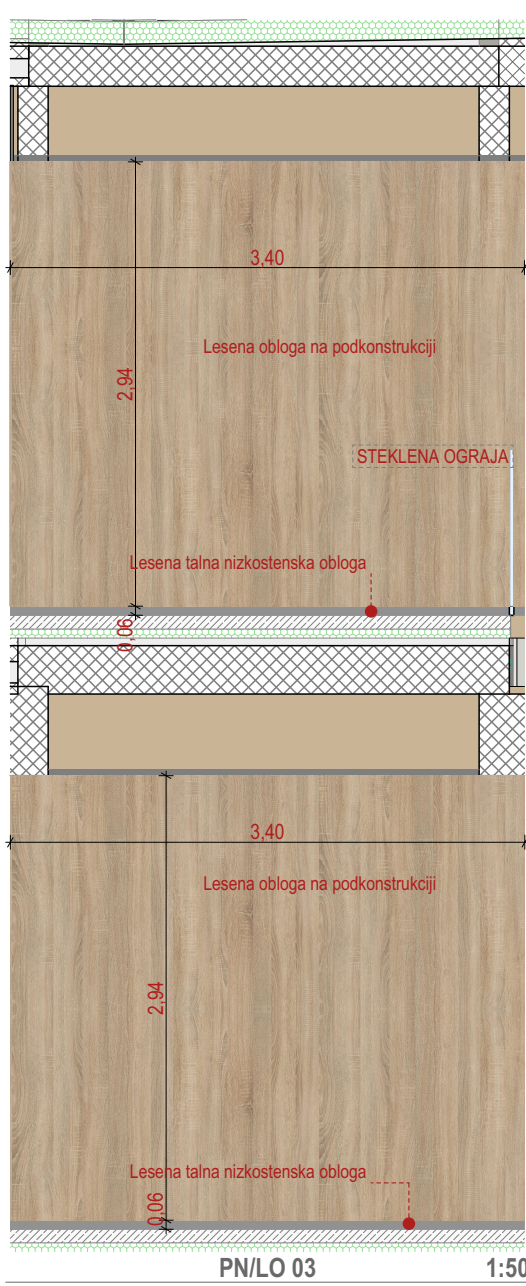 3,40
Lesena obloga na podkonstrukciji
2,94
STEKLENA OGRAJA
Lesena talna nizkostenska obloga
0,06
3,40
Lesena obloga na podkonstrukciji
2,94
Lesena talna nizkostenska obloga
0,06
PN/LO 03 1:50